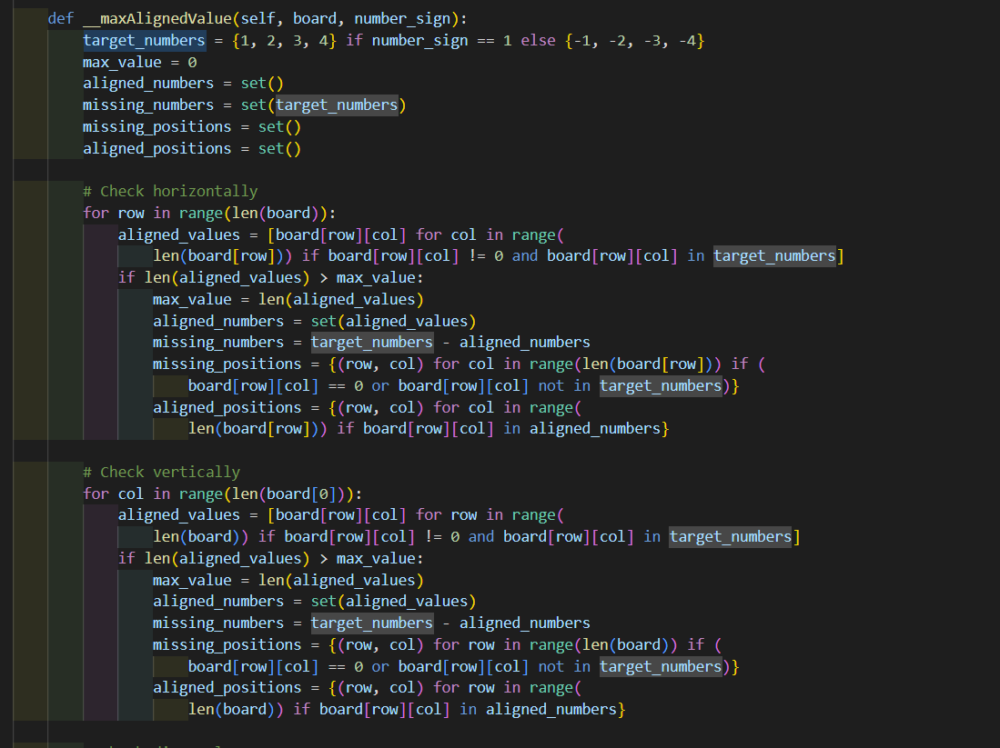 def __maxAlignedValue(self, board, number_sign):
    target_numbers = {1, 2, 3, 4} if number_sign == 1 else {-1, -2, -3, -4}
    max_value = 0
    aligned_numbers = set()
    missing_numbers = set(target_numbers)
    missing_positions = set()
    aligned_positions = set()

    # Check horizontally
    for row in range(len(board)):
        aligned_values = [board[row][col] for col in range(
            len(board[row])) if board[row][col] != 0 and board[row][col] in target_numbers]
        if len(aligned_values) > max_value:
            max_value = len(aligned_values)
            aligned_numbers = set(aligned_values)
            missing_numbers = target_numbers - aligned_numbers
            missing_positions = {(row, col) for col in range(len(board[row])) if (
                board[row][col] == 0 or board[row][col] not in target_numbers)}
            aligned_positions = {(row, col) for col in range(
                len(board[row])) if board[row][col] in aligned_numbers}

    # Check vertically
    for col in range(len(board[0])):
        aligned_values = [board[row][col] for row in range(
            len(board)) if board[row][col] != 0 and board[row][col] in target_numbers]
        if len(aligned_values) > max_value:
            max_value = len(aligned_values)
            aligned_numbers = set(aligned_values)
            missing_numbers = target_numbers - aligned_numbers
            missing_positions = {(row, col) for row in range(len(board)) if (
                board[row][col] == 0 or board[row][col] not in target_numbers)}
            aligned_positions = {(row, col) for row in range(
                len(board)) if board[row][col] in aligned_numbers}